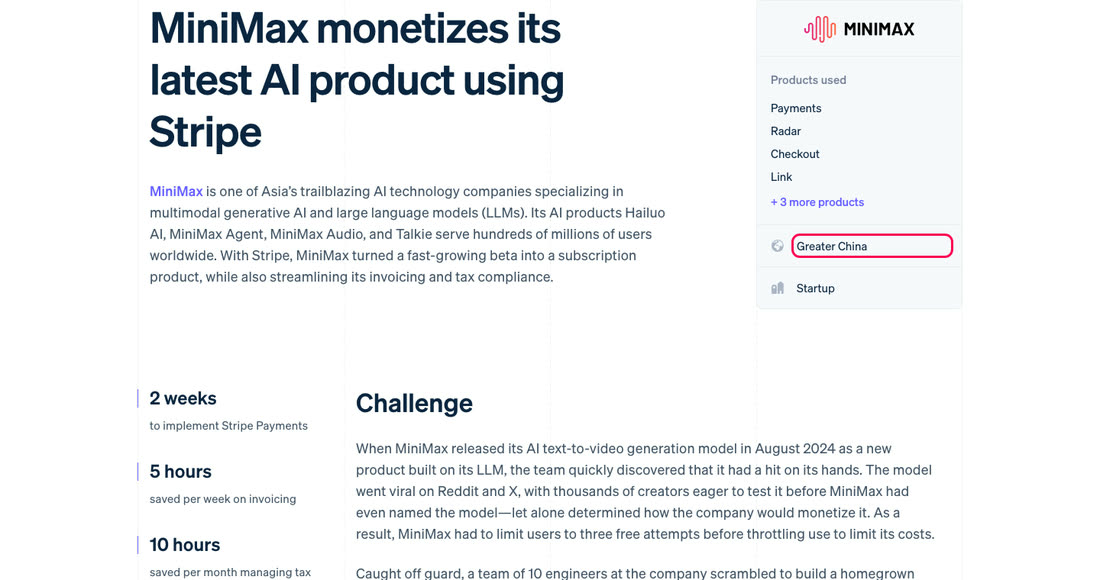 MiniMax monetizes its
latest AI product using
Stripe
MiniMax is one of Asia’s trailblazing AI technology companies specializing in
multimodal generative AI and large language models (LLMs). Its AI products Hailuo
AI, MiniMax Agent, MiniMax Audio, and Talkie serve hundreds of millions of users
worldwide. With Stripe, MiniMax turned a fast-growing beta into a subscription
product, while also streamlining its invoicing and tax compliance.
MINIMAX
Products used
Payments
Radar
Checkout
Link
+ 3 more products
Greater China
Startup
2 weeks
to implement Stripe Payments
5 hours
saved per week on invoicing
10 hours
saved per month managing tax
Challenge
When MiniMax released its AI text-to-video generation model in August 2024 as a new
product built on its LLM, the team quickly discovered that it had a hit on its hands. The model
went viral on Reddit and X, with thousands of creators eager to test it before MiniMax had
even named the model—let alone determined how the company would monetize it. As a
result, MiniMax had to limit users to three free attempts before throttling use to limit its costs.
Caught off guard, a team of 10 engineers at the company scrambled to build a homegrown